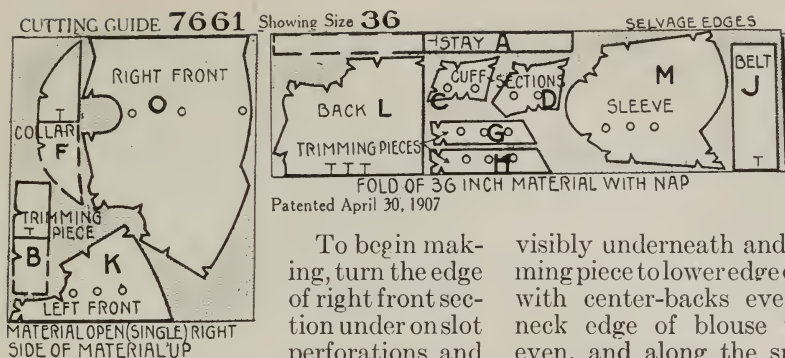 CUTTING GUIDE 7661 Showing Size 36
SELVAGE EDGES
RIGHT FRONT
O
T
COLLAR
F
TRIMMING
T PIECE
B
K
LEFT FRONT
MATERIAL OPEN (SINGLE) RIGHT
SIDE OF MATERIAL UP
STAY A
BACK L
TRIMMING PIECES
T T T
CUFF SECTIONS
C D
G
H
M
SLEEVE
BELT
J
T
FOLD OF 36 INCH MATERIAL WITH NAP
Patented April 30, 1907
To begin mak-
ing, turn the edge
of right front sec-
tion under on slot
perforations and
visibly underneath and
ming piece to lower edge
with center-backs eve
neck edge of blouse
even, and along the